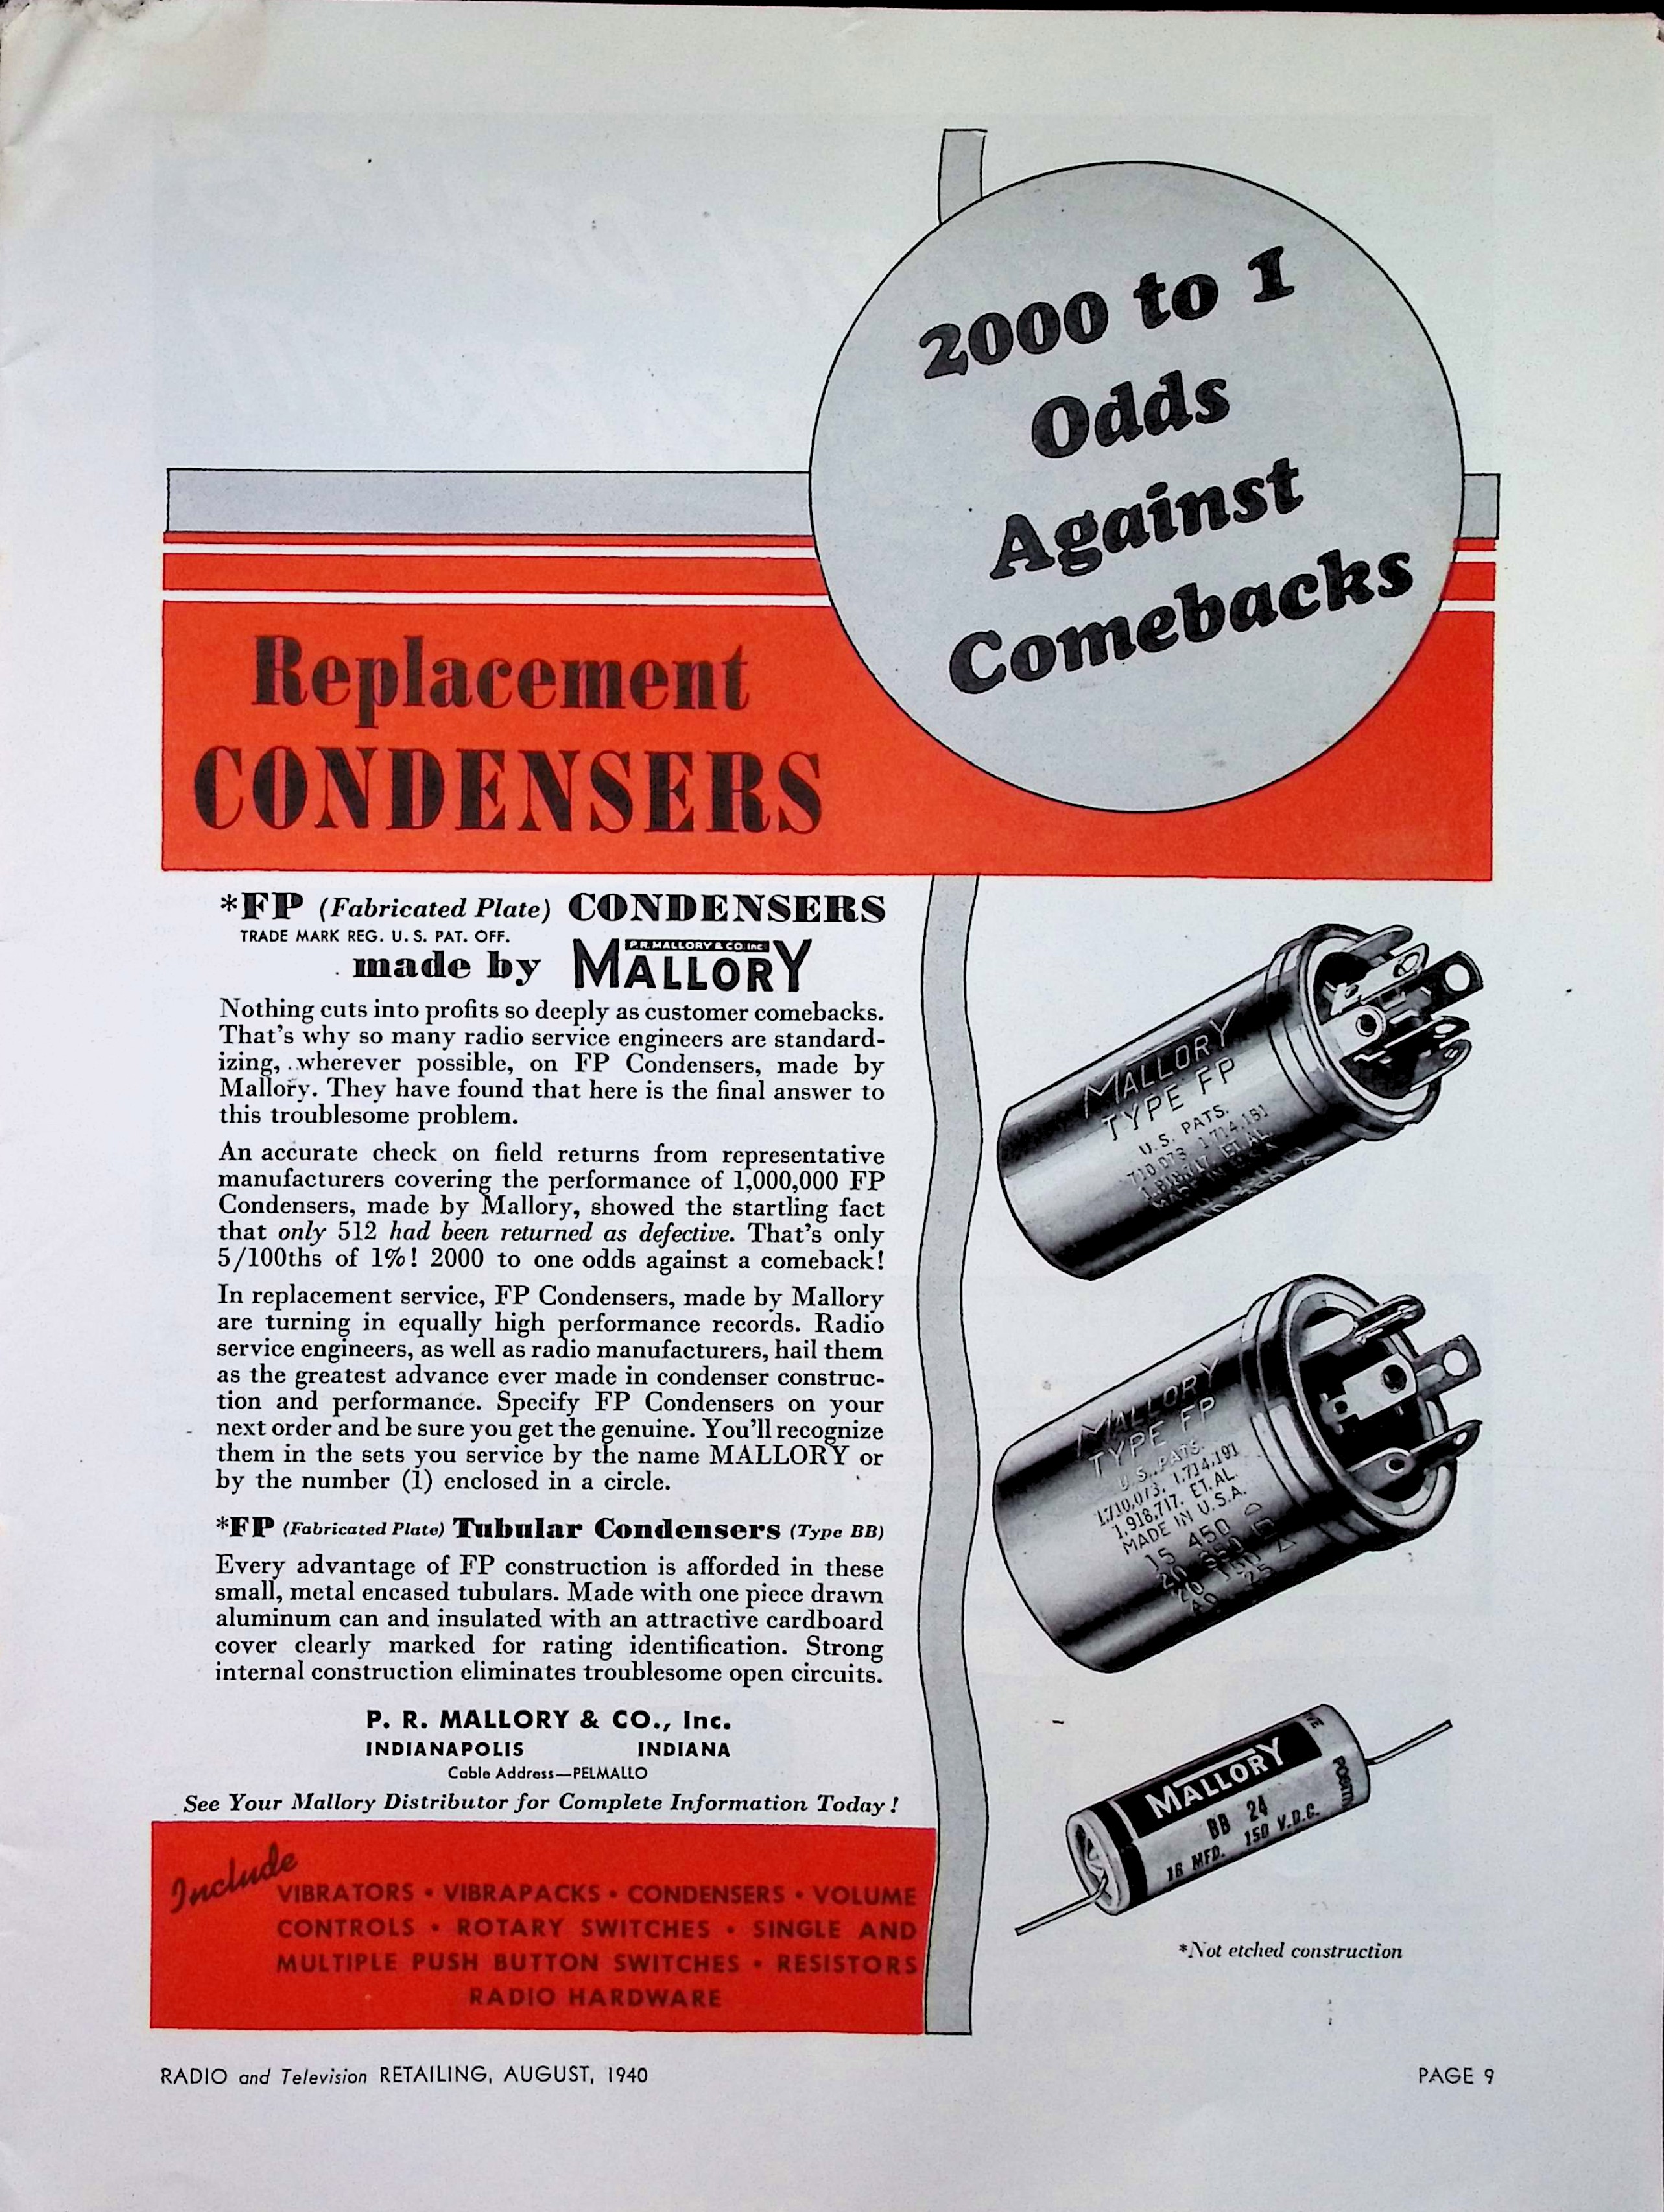 2000 to 1
Odds
Against
Comebacks
Replacement
CONDENSERS
*FP (Fabricated Plate) CONDENSERS
TRADE MARK REG. U. S. PAT. OFF.
made by P.R. MALLORY & CO. Inc. MALLORY
Nothing cuts into profits so deeply as customer comebacks.
That's why so many radio service engineers are standard-
izing, wherever possible, on FP Condensers, made by
Mallory. They have found that here is the final answer to
this troublesome problem.
An accurate check on field returns from representative
manufacturers covering the performance of 1,000,000 FP
Condensers, made by Mallory, showed the startling fact
that only 512 had been returned as defective. That's only
5/100ths of 1%! 2000 to one odds against a comeback!
In replacement service, FP Condensers, made by Mallory
are turning in equally high performance records. Radio
service engineers, as well as radio manufacturers, hail them
as the greatest advance ever made in condenser construc-
tion and performance. Specify FP Condensers on your
next order and be sure you get the genuine. You'll recognize
them in the sets you service by the name MALLORY or
by the number (1) enclosed in a circle.
*FP (Fabricated Plate) Tubular Condensers (Type BB)
Every advantage of FP construction is afforded in these
small, metal encased tubulars. Made with one piece drawn
aluminum can and insulated with an attractive cardboard
cover clearly marked for rating identification. Strong
internal construction eliminates troublesome open circuits.
P. R. MALLORY & CO., Inc.
INDIANAPOLIS INDIANA
Cable Address—PELMALLO
See Your Mallory Distributor for Complete Information Today!
Include
VIBRATORS • VIBRAPACKS • CONDENSERS • VOLUME
CONTROLS • ROTARY SWITCHES • SINGLE AND
MULTIPLE PUSH BUTTON SWITCHES • RESISTORS
RADIO HARDWARE
MALLORY
TYPE FP
U. S. PATS.
710,073 1,714,191
MALLORY
TYPE FP
U. S. PATS.
1,710,073, 1,714,191
1,918,717. ET. AL.
MADE IN U.S.A.
15 450
MALLORY
BB 24
16 MFD. 150 V.D.C.
*Not etched construction
RADIO and Television RETAILING, AUGUST, 1940
PAGE 9